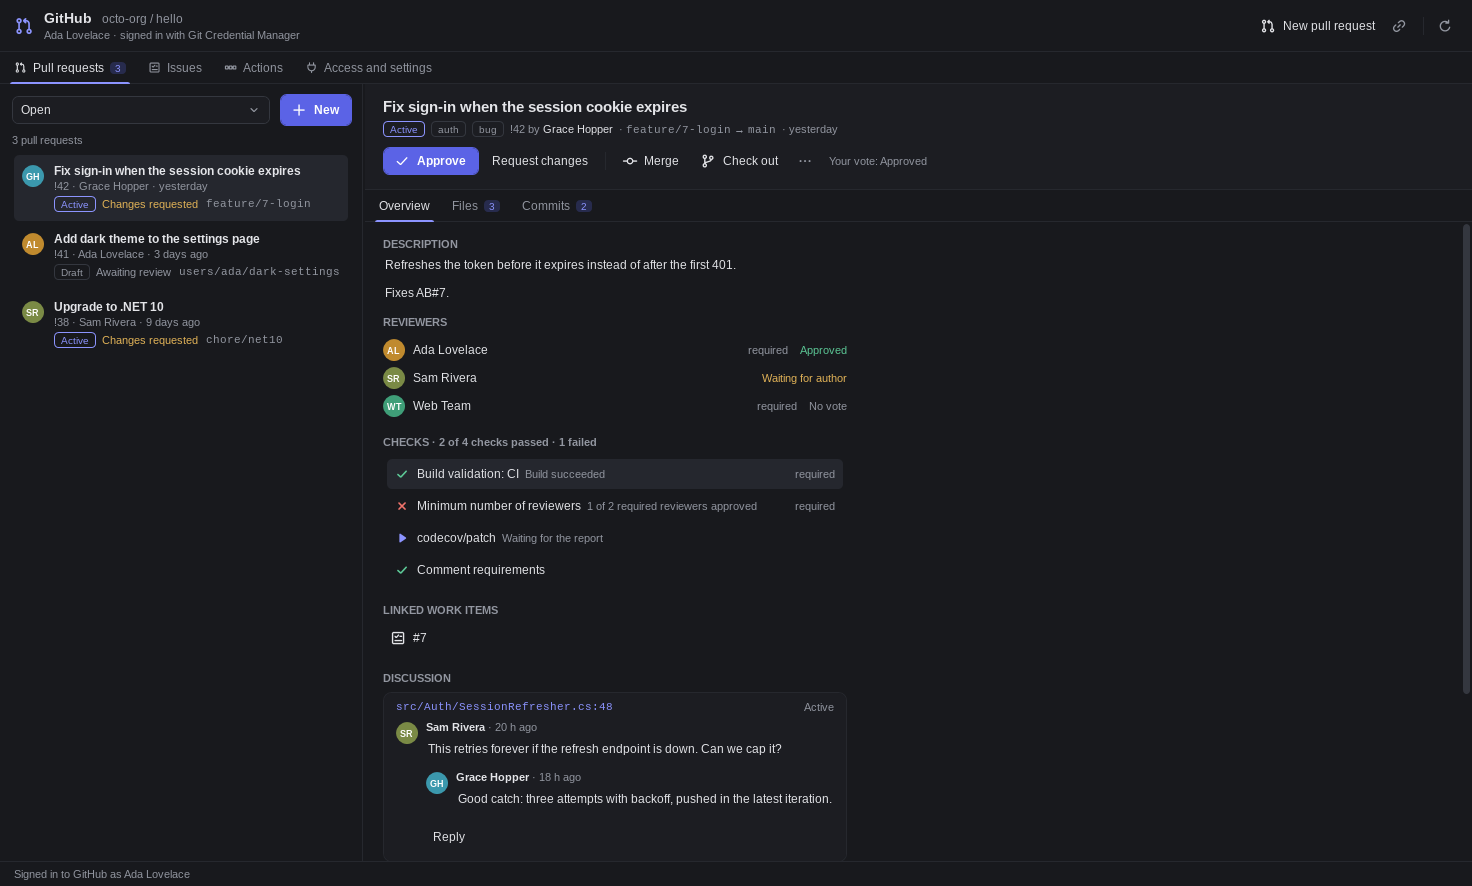 GitHub octo-org / hello
Ada Lovelace · signed in with Git Credential Manager
New pull request
Pull requests 3 Issues Actions Access and settings
Open
New
3 pull requests
GH
Fix sign-in when the session cookie expires
!42 · Grace Hopper · yesterday
Active Changes requested feature/7-login
AL
Add dark theme to the settings page
!41 · Ada Lovelace · 3 days ago
Draft Awaiting review users/ada/dark-settings
SR
Upgrade to .NET 10
!38 · Sam Rivera · 9 days ago
Active Changes requested chore/net10
Fix sign-in when the session cookie expires
Active auth bug !42 by Grace Hopper · feature/7-login → main · yesterday
Approve Request changes Merge Check out ··· Your vote: Approved
Overview Files 3 Commits 2
DESCRIPTION
Refreshes the token before it expires instead of after the first 401.
Fixes AB#7.
REVIEWERS
AL Ada Lovelace required Approved
SR Sam Rivera Waiting for author
WT Web Team required No vote
CHECKS · 2 of 4 checks passed · 1 failed
Build validation: CI Build succeeded required
Minimum number of reviewers 1 of 2 required reviewers approved required
codecov/patch Waiting for the report
Comment requirements
LINKED WORK ITEMS
#7
DISCUSSION
src/Auth/SessionRefresher.cs:48 Active
SR Sam Rivera · 20 h ago
This retries forever if the refresh endpoint is down. Can we cap it?
GH Grace Hopper · 18 h ago
Good catch: three attempts with backoff, pushed in the latest iteration.
Reply
Signed in to GitHub as Ada Lovelace